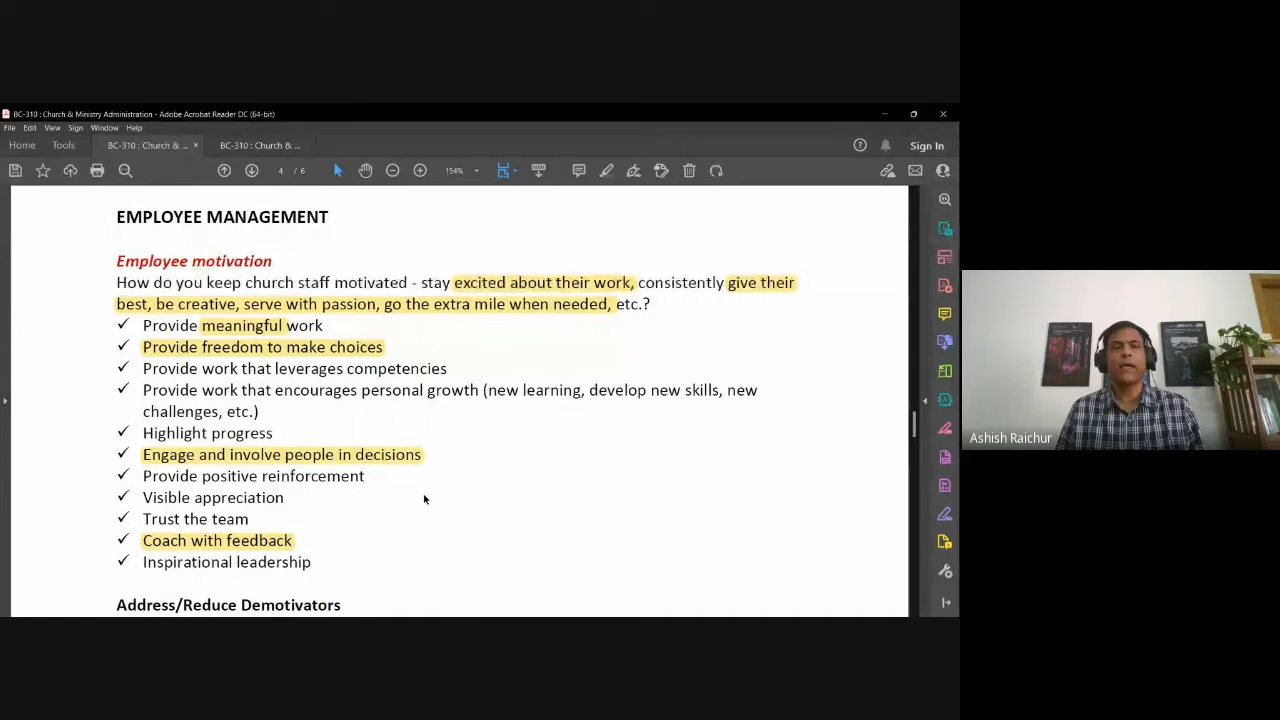 BC-310 : Church & Ministry Administration - Adobe Acrobat Reader DC (64-bit)
File Edit View Sign Window Help
Home Tools BC-310 : Church & ... × BC-310 : Church & ... Sign In
4 / 6 154%
EMPLOYEE MANAGEMENT
Employee motivation
How do you keep church staff motivated - stay excited about their work, consistently give their
best, be creative, serve with passion, go the extra mile when needed, etc.?
✓ Provide meaningful work
✓ Provide freedom to make choices
✓ Provide work that leverages competencies
✓ Provide work that encourages personal growth (new learning, develop new skills, new
challenges, etc.)
✓ Highlight progress
✓ Engage and involve people in decisions
✓ Provide positive reinforcement
✓ Visible appreciation
✓ Trust the team
✓ Coach with feedback
✓ Inspirational leadership
Address/Reduce Demotivators
Ashish Raichur